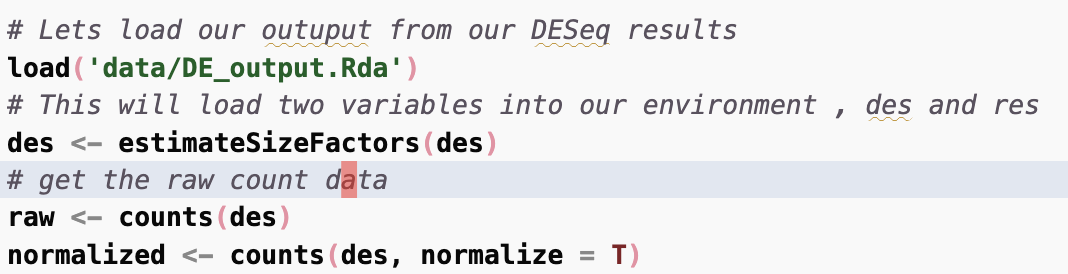 # Lets load our outuput from our DESeq results
load('data/DE_output.Rda')
# This will load two variables into our environment , des and res
des <- estimateSizeFactors(des)
# get the raw count data
raw <- counts(des)
normalized <- counts(des, normalize = T)